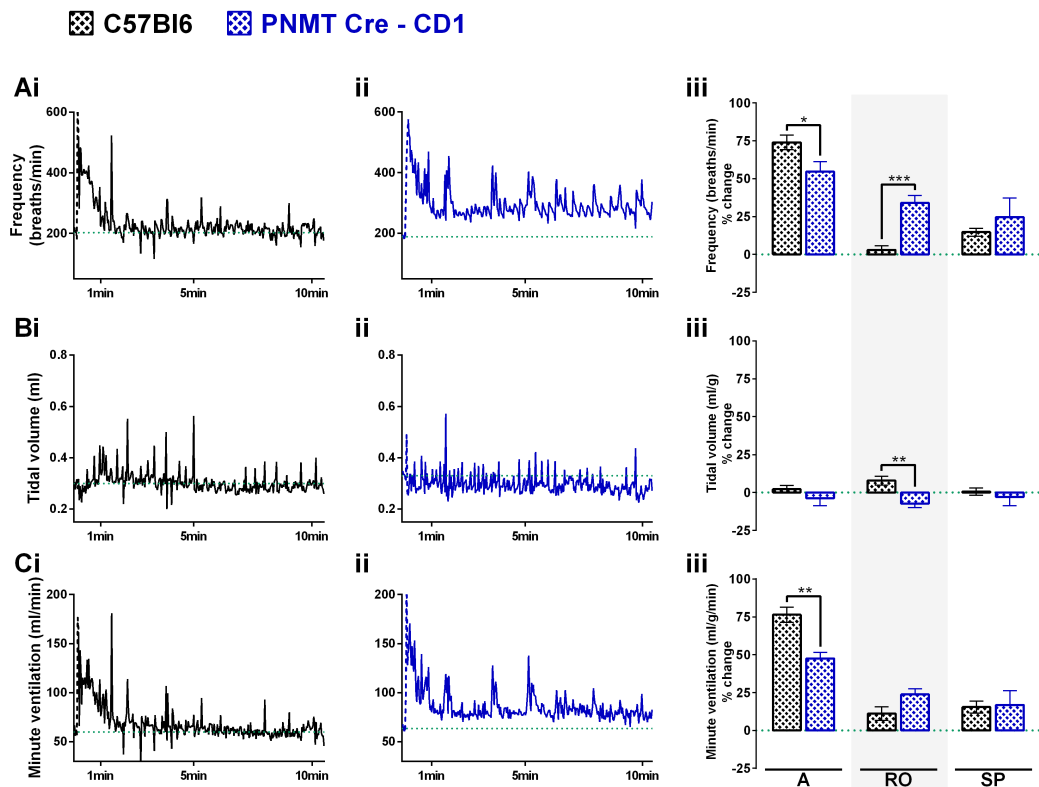 C57Bl6 PNMT Cre - CD1
Ai ii iii
Frequency
(breaths/min)
600
400
200
1min 5min 10min
600
400
200
1min 5min 10min
Frequency (breaths/min)
% change
100
75
50
25
0
-25
*
***
Bi ii iii
Tidal volume (ml)
0.8
0.6
0.4
0.2
1min 5min 10min
0.8
0.6
0.4
0.2
1min 5min 10min
Tidal volume (ml/g)
% change
100
75
50
25
0
-25
**
Ci ii iii
Minute ventilation (ml/min)
200
150
100
50
1min 5min 10min
200
150
100
50
1min 5min 10min
Minute ventilation (ml/g/min)
% change
100
75
50
25
0
-25
**
A RO SP